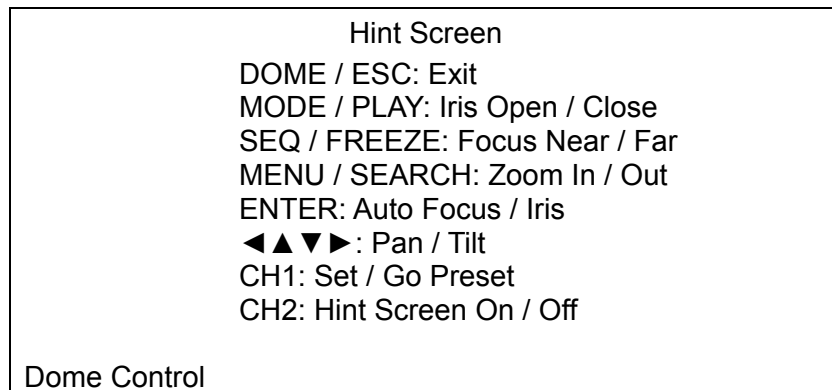 Hint Screen
DOME / ESC: Exit
MODE / PLAY: Iris Open / Close
SEQ / FREEZE: Focus Near / Far
MENU / SEARCH: Zoom In / Out
ENTER: Auto Focus / Iris
◄▲▼►: Pan / Tilt
CH1: Set / Go Preset
CH2: Hint Screen On / Off
Dome Control